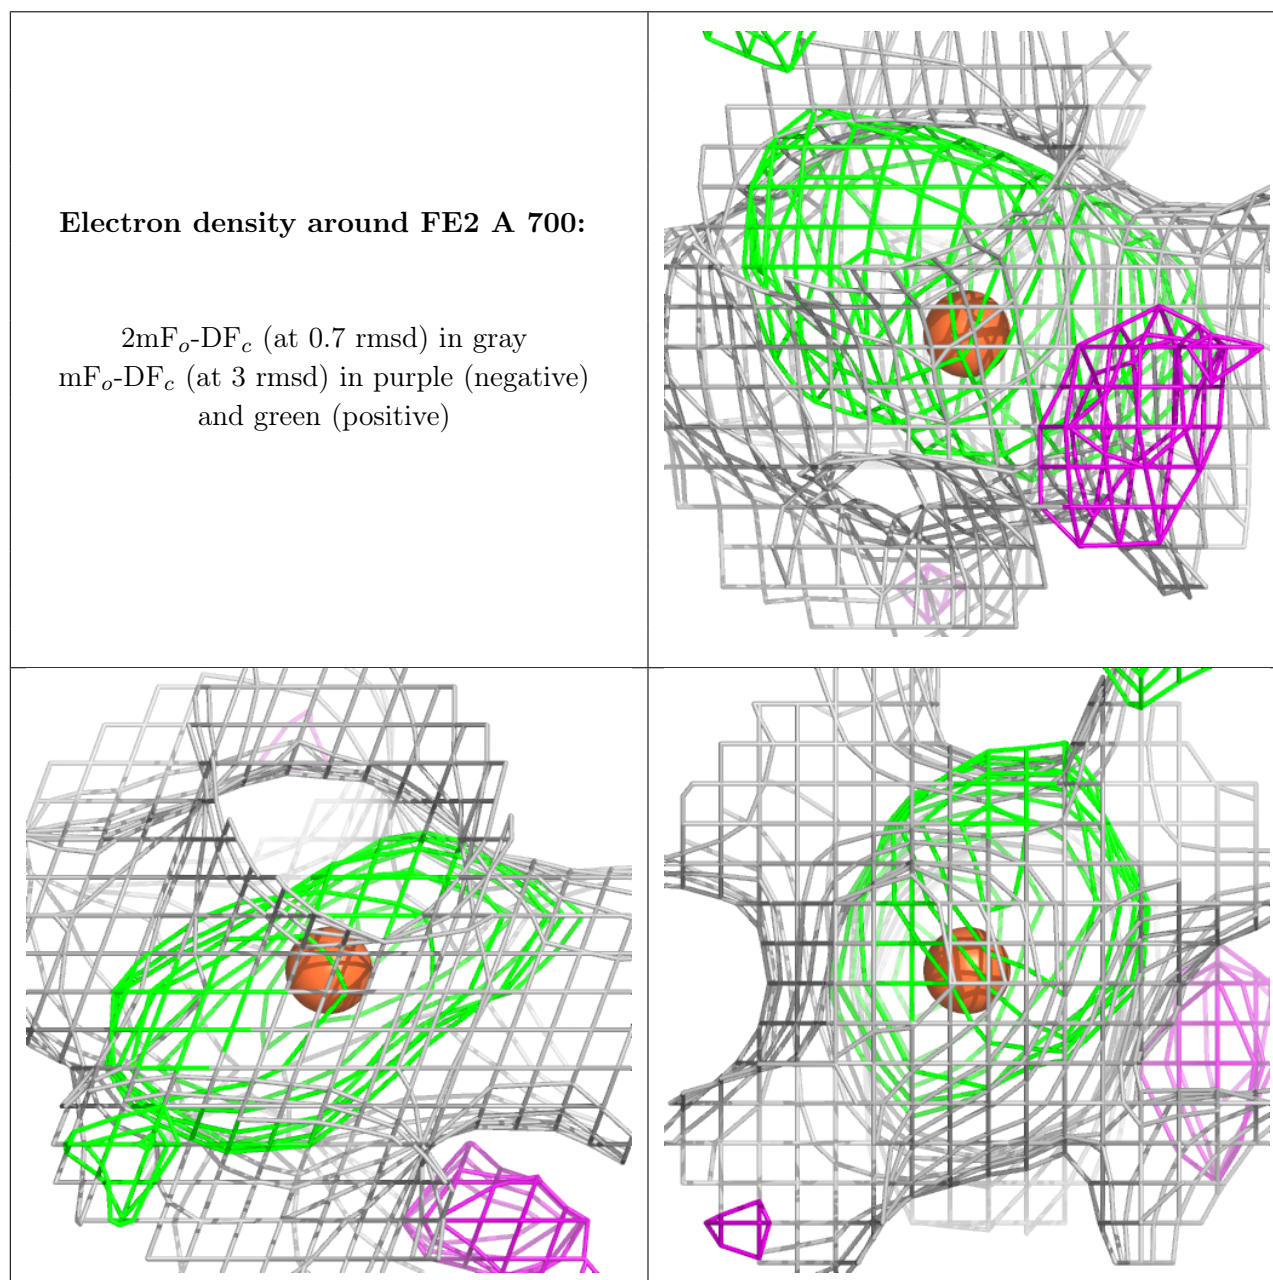 Electron density around FE2 A 700:
2mFo-DFc (at 0.7 rmsd) in gray
mFo-DFc (at 3 rmsd) in purple (negative)
and green (positive)